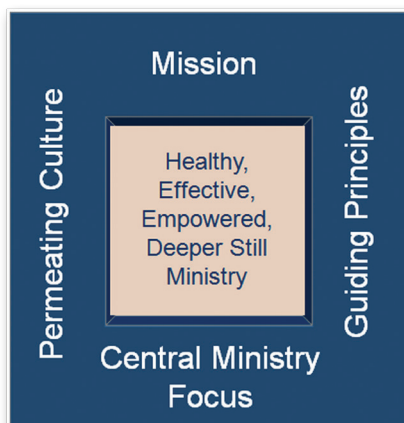 Mission
Permeating Culture
Healthy,
Effective,
Empowered,
Deeper Still
Ministry
Guiding Principles
Central Ministry
Focus